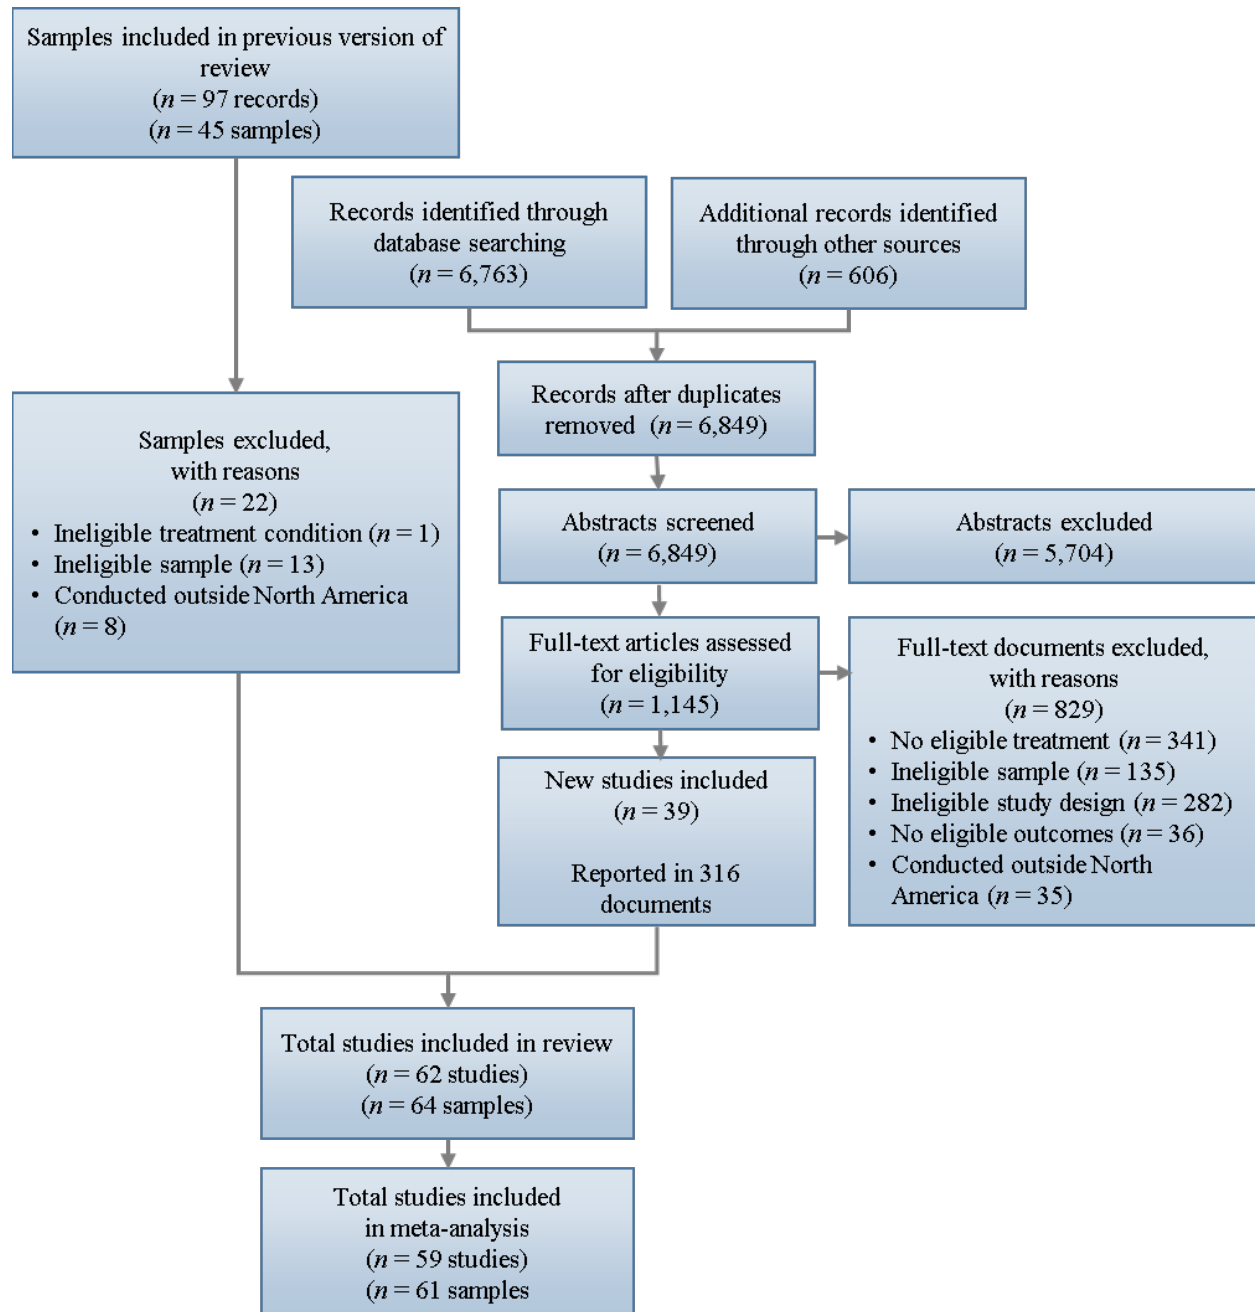 Samples included in previous version of
review
(n = 97 records)
(n = 45 samples)
Records identified through
database searching
(n = 6,763)
Additional records identified
through other sources
(n = 606)
Records after duplicates
removed (n = 6,849)
Samples excluded,
with reasons
(n = 22)
• Ineligible treatment condition (n = 1)
• Ineligible sample (n = 13)
• Conducted outside North America
(n = 8)
Abstracts screened
(n = 6,849)
Abstracts excluded
(n = 5,704)
Full-text articles assessed
for eligibility
(n = 1,145)
Full-text documents excluded,
with reasons
(n = 829)
• No eligible treatment (n = 341)
• Ineligible sample (n = 135)
• Ineligible study design (n = 282)
• No eligible outcomes (n = 36)
• Conducted outside North
America (n = 35)
New studies included
(n = 39)
Reported in 316
documents
Total studies included in review
(n = 62 studies)
(n = 64 samples)
Total studies included
in meta-analysis
(n = 59 studies)
(n = 61 samples